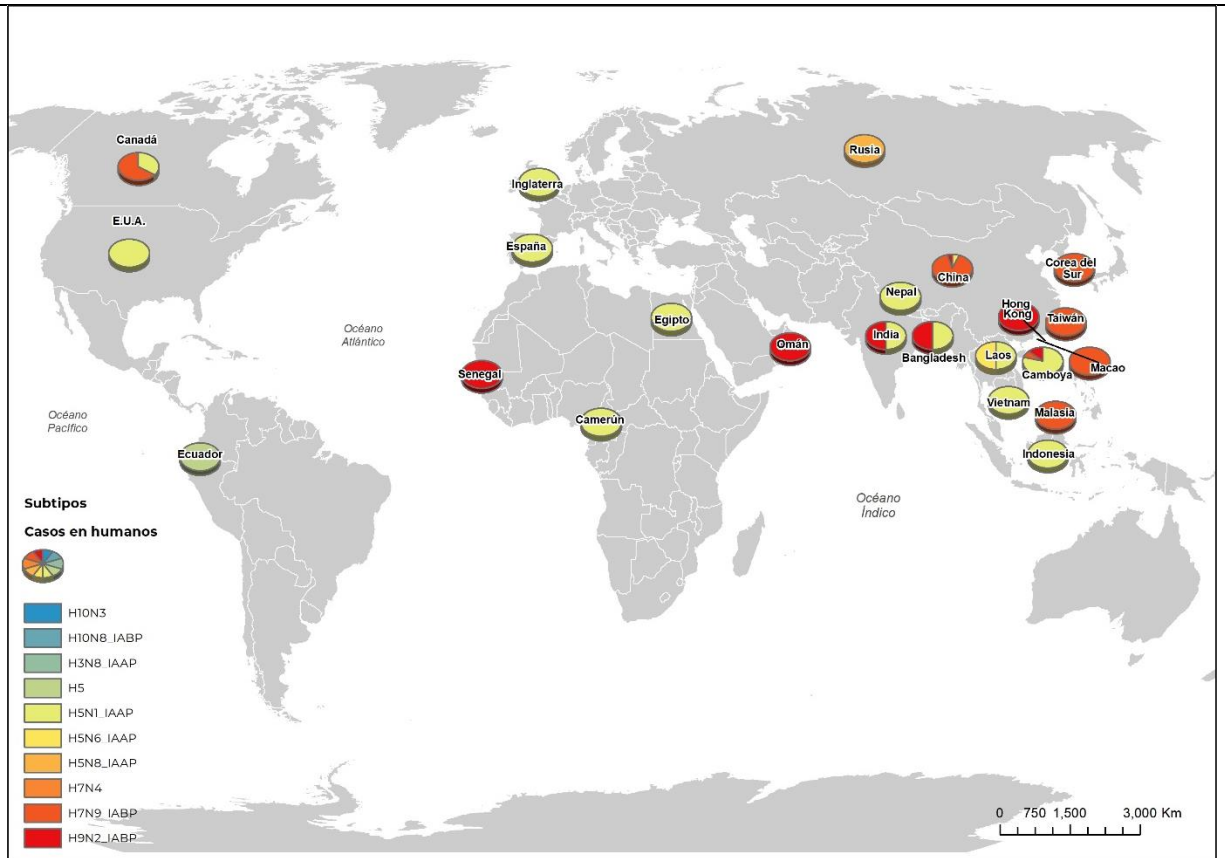 Canadá
E.U.A.
Inglaterra
España
Rusia
China
Corea del
Sur
Nepal
Hong
Kong
Taiwán
Egipto
India
Bangladesh
Omán
Laos
Camboya
Macao
Senegal
Vietnam
Malasia
Camerún
Ecuador
Indonesia
Océano
Atlántico
Océano
Pacífico
Océano
Índico
Subtipos
Casos en humanos
H10N3
H10N8_IABP
H3N8_IAAP
H5
H5N1_IAAP
H5N6_IAAP
H5N8_IAAP
H7N4
H7N9_IABP
H9N2_IABP
0 750 1,500 3,000 Km